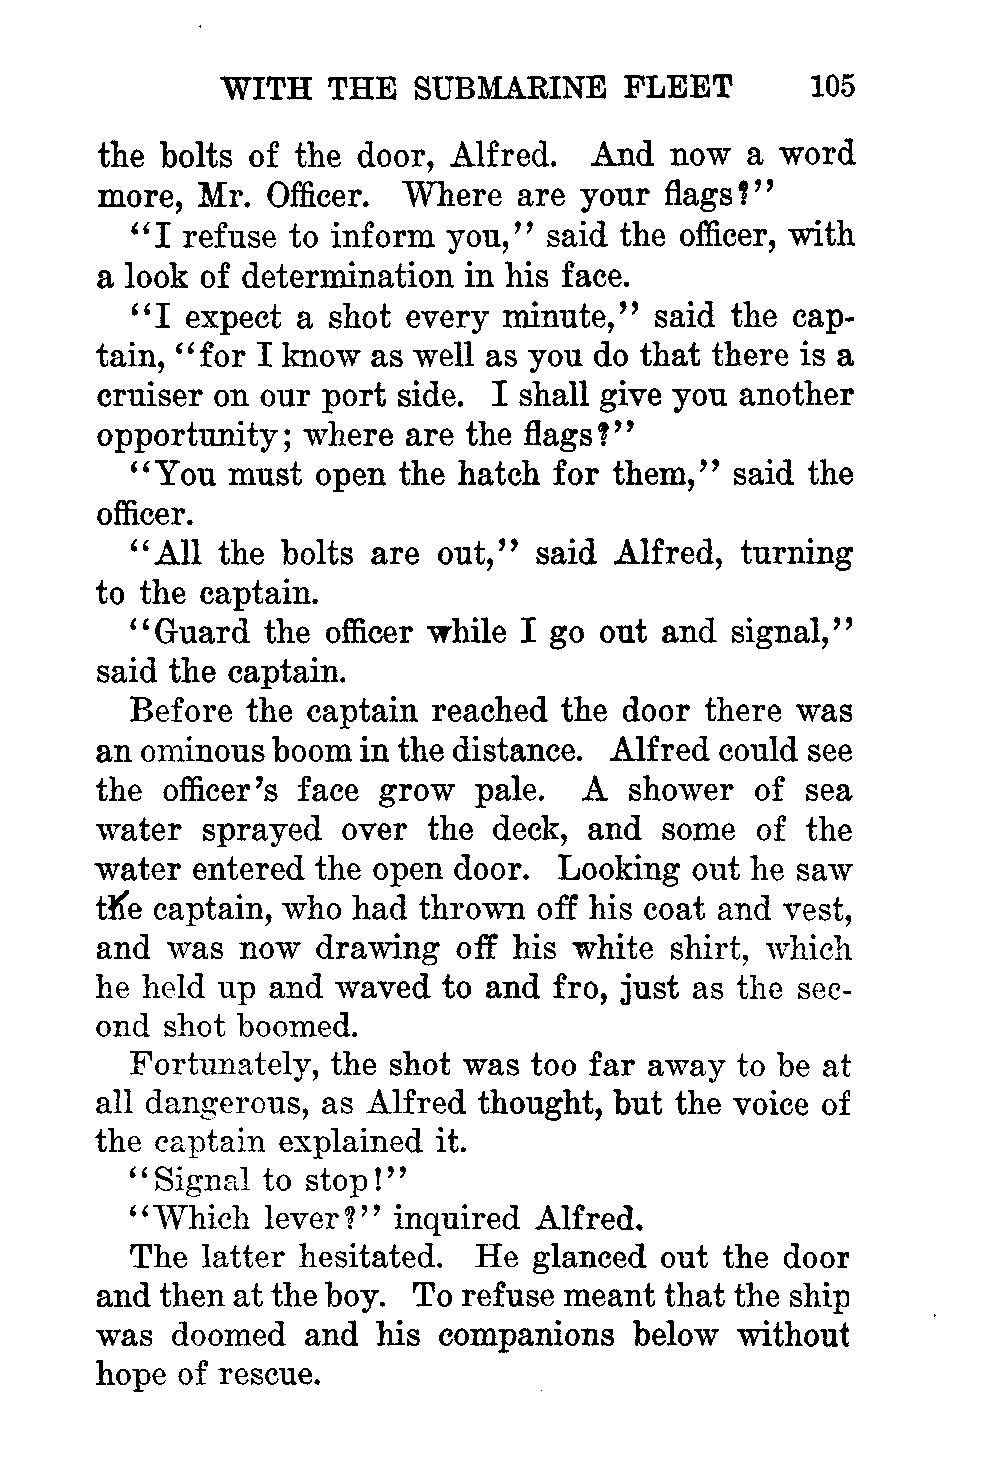 WITH THE SUBMARINE FLEET 105
the bolts of the door, Alfred. And now a word
more, Mr. Officer. Where are your flags?"
"I refuse to inform you," said the officer, with
a look of determination in his face.
"I expect a shot every minute," said the cap-
tain, "for I know as well as you do that there is a
cruiser on our port side. I shall give you another
opportunity; where are the flags?"
"You must open the hatch for them," said the
officer.
"All the bolts are out," said Alfred, turning
to the captain.
"Guard the officer while I go out and signal,"
said the captain.
Before the captain reached the door there was
an ominous boom in the distance. Alfred could see
the officer's face grow pale. A shower of sea
water sprayed over the deck, and some of the
water entered the open door. Looking out he saw
the captain, who had thrown off his coat and vest,
and was now drawing off his white shirt, which
he held up and waved to and fro, just as the sec-
ond shot boomed.
Fortunately, the shot was too far away to be at
all dangerous, as Alfred thought, but the voice of
the captain explained it.
"Signal to stop!"
"Which lever?" inquired Alfred.
The latter hesitated. He glanced out the door
and then at the boy. To refuse meant that the ship
was doomed and his companions below without
hope of rescue.